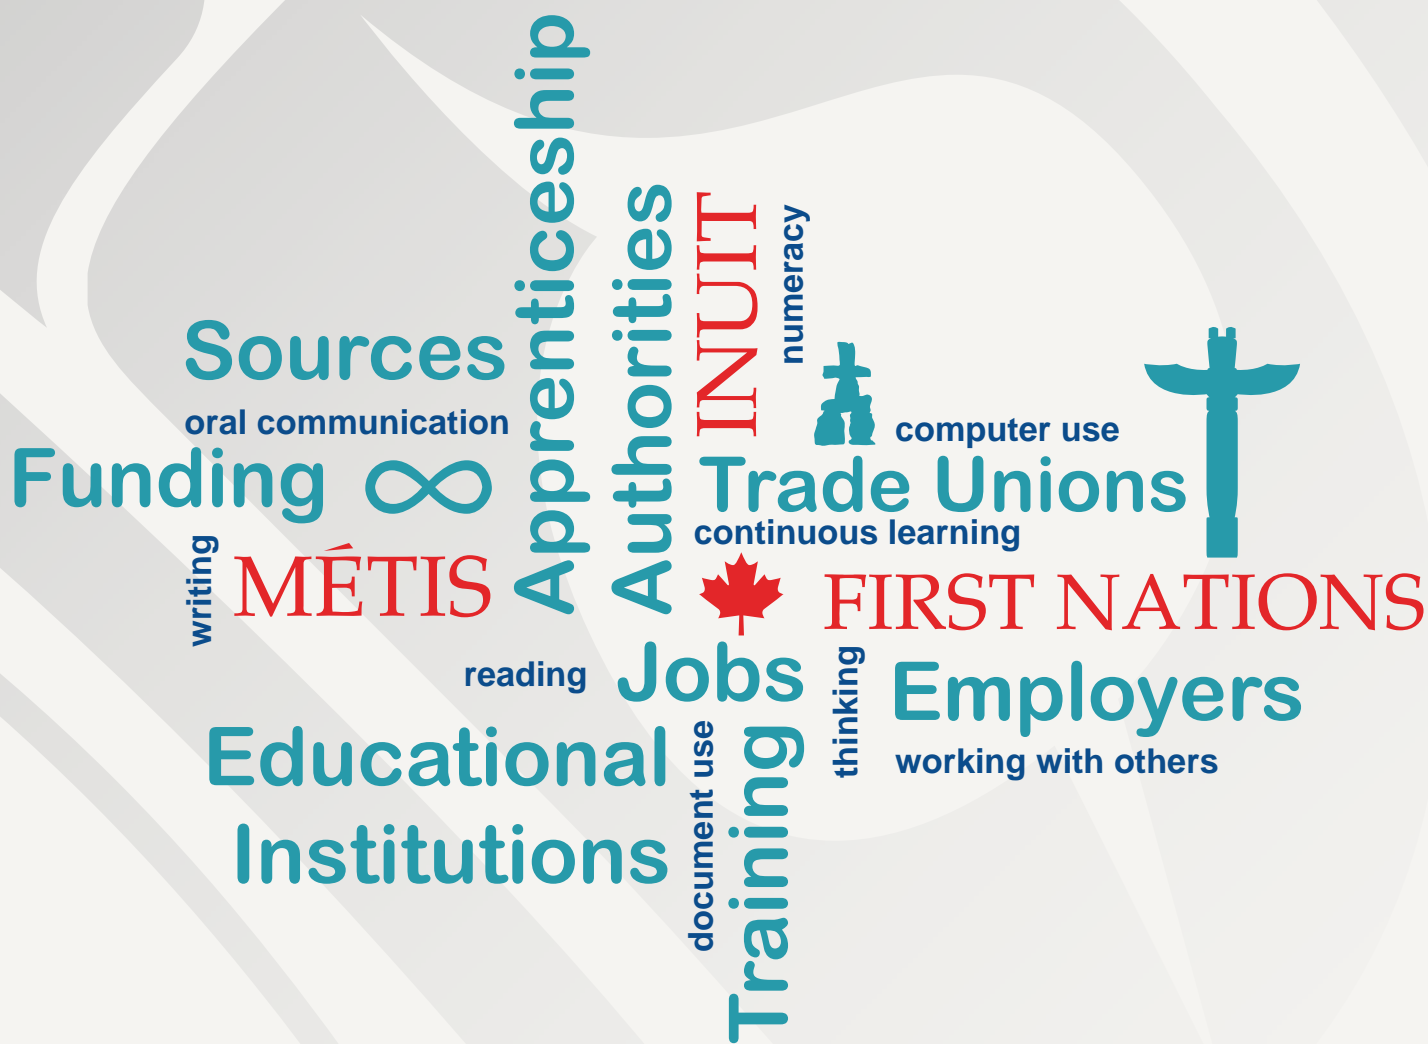 Apprenticeship
Authorities
INUIT
numeracy
Sources
oral communication
Funding
computer use
Trade Unions
continuous learning
writing
MÉTIS
FIRST NATIONS
reading
Jobs
thinking
Employers
working with others
Educational
Institutions
document use
Training